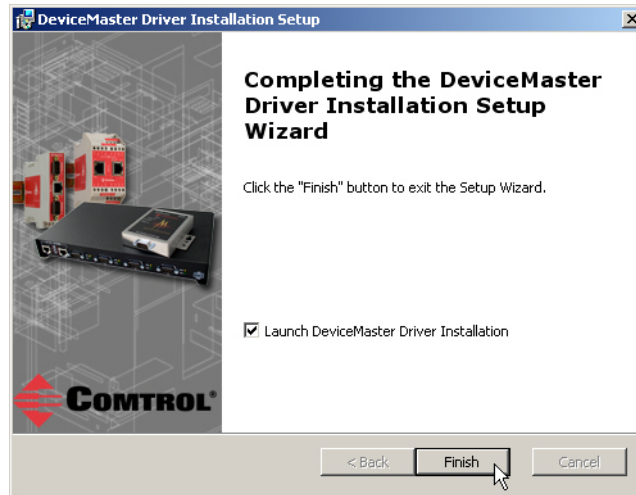 DeviceMaster Driver Installation Setup
Completing the DeviceMaster
Driver Installation Setup
Wizard
Click the "Finish" button to exit the Setup Wizard.
Launch DeviceMaster Driver Installation
COMTROL®
< Back
Finish
Cancel